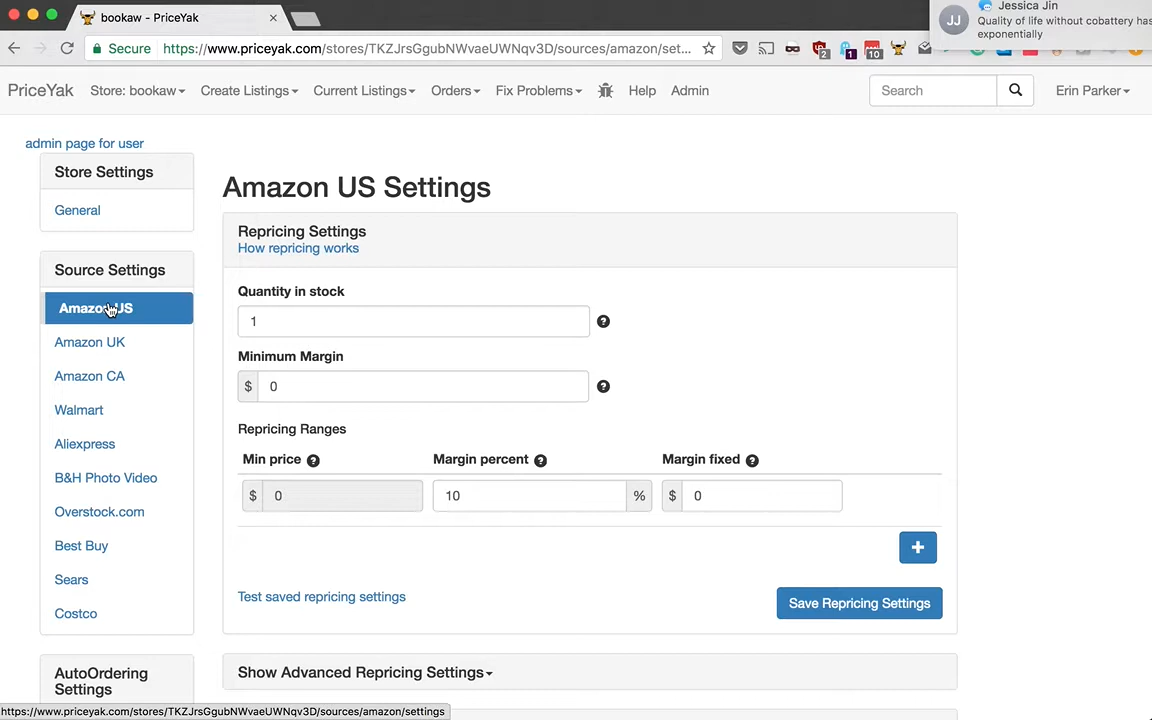 bookaw - PriceYak
Jessica Jin
JJ
Quality of life without cobattery has
exponentially
Secure
https://www.priceyak.com/stores/TKZJrsGgubNWvaeUWNqv3D/sources/amazon/set...
2
1
10
PriceYak
Store: bookaw
Create Listings
Current Listings
Orders
Fix Problems
Help
Admin
Search
Erin Parker
admin page for user
Store Settings
General
Source Settings
Amazon US
Amazon UK
Amazon CA
Walmart
Aliexpress
B&H Photo Video
Overstock.com
Best Buy
Sears
Costco
AutoOrdering
Settings
Amazon US Settings
Repricing Settings
How repricing works
Quantity in stock
1
Minimum Margin
$ 0
Repricing Ranges
Min price
Margin percent
Margin fixed
$ 0
10 %
$ 0
+
Test saved repricing settings
Save Repricing Settings
Show Advanced Repricing Settings
https://www.priceyak.com/stores/TKZJrsGgubNWvaeUWNqv3D/sources/amazon/settings